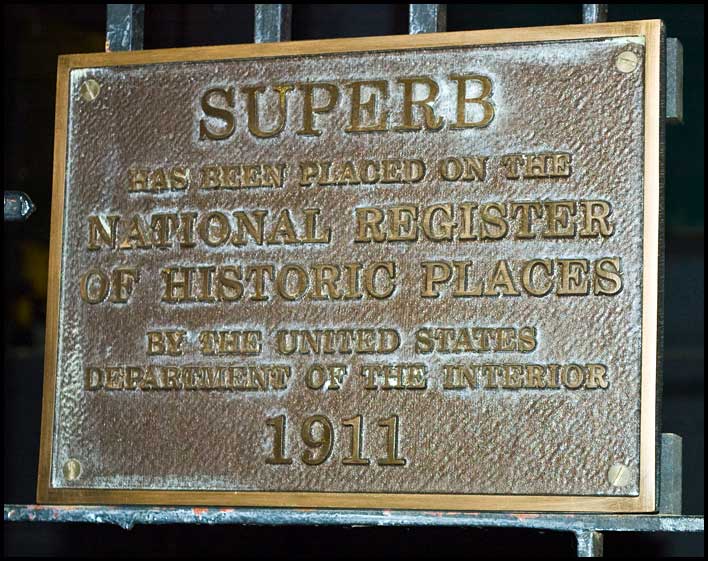 SUPERB
HAS BEEN PLACED ON THE
NATIONAL REGISTER
OF HISTORIC PLACES
BY THE UNITED STATES
DEPARTMENT OF THE INTERIOR
1911